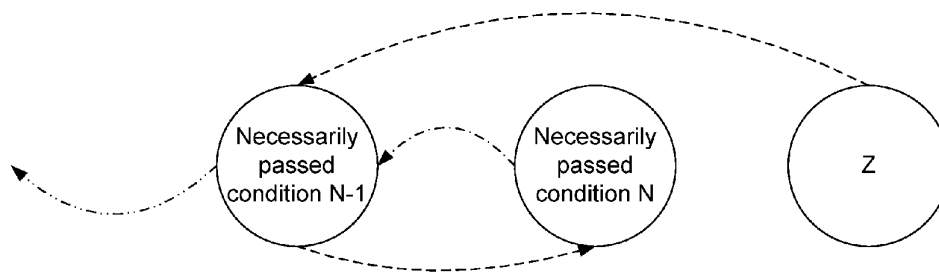 Necessarily
passed
condition N-1
Necessarily
passed
condition N
Z